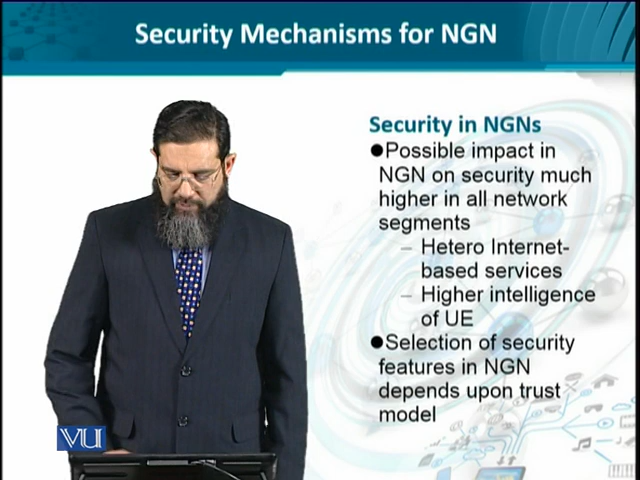 Security Mechanisms for NGN
Security in NGNs
●Possible impact in
NGN on security much
higher in all network
segments
– Hetero Internet-
based services
– Higher intelligence
of UE
●Selection of security
features in NGN
depends upon trust
model
VU